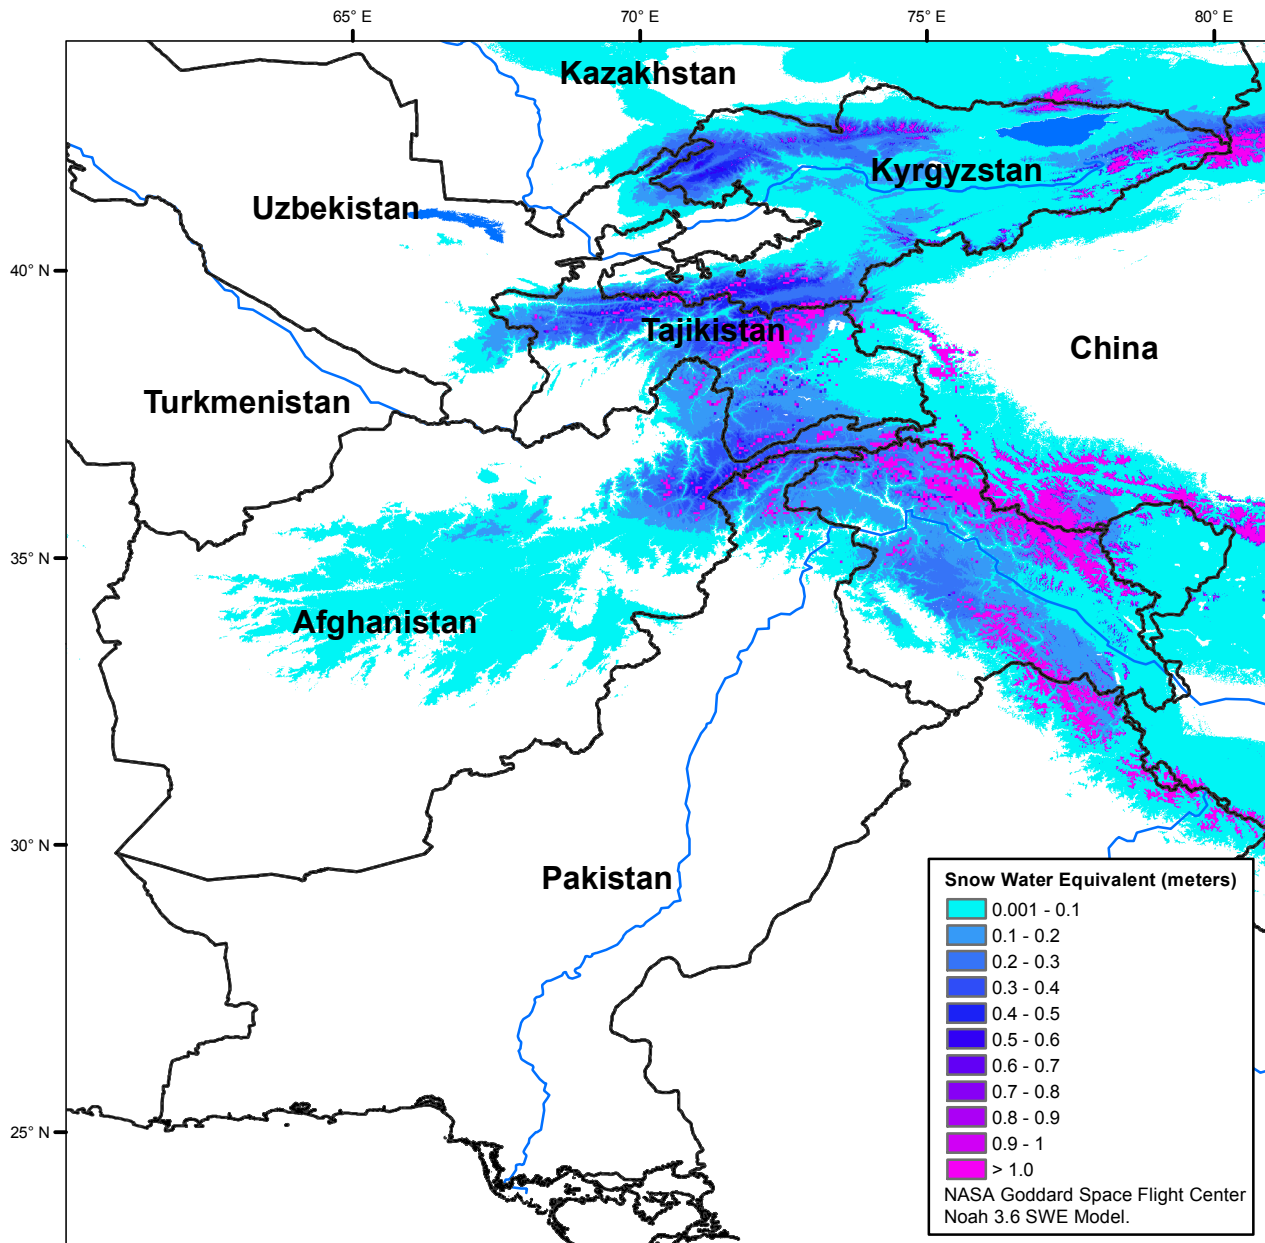 65° E
70° E
75° E
80° E
Kazakhstan
Kyrgyzstan
Uzbekistan
40° N
Tajikistan
China
Turkmenistan
35° N
Afghanistan
30° N
Pakistan
Snow Water Equivalent (meters)
0.001 - 0.1
0.1 - 0.2
0.2 - 0.3
0.3 - 0.4
0.4 - 0.5
0.5 - 0.6
0.6 - 0.7
0.7 - 0.8
0.8 - 0.9
0.9 - 1
> 1.0
NASA Goddard Space Flight Center
Noah 3.6 SWE Model.
25° N